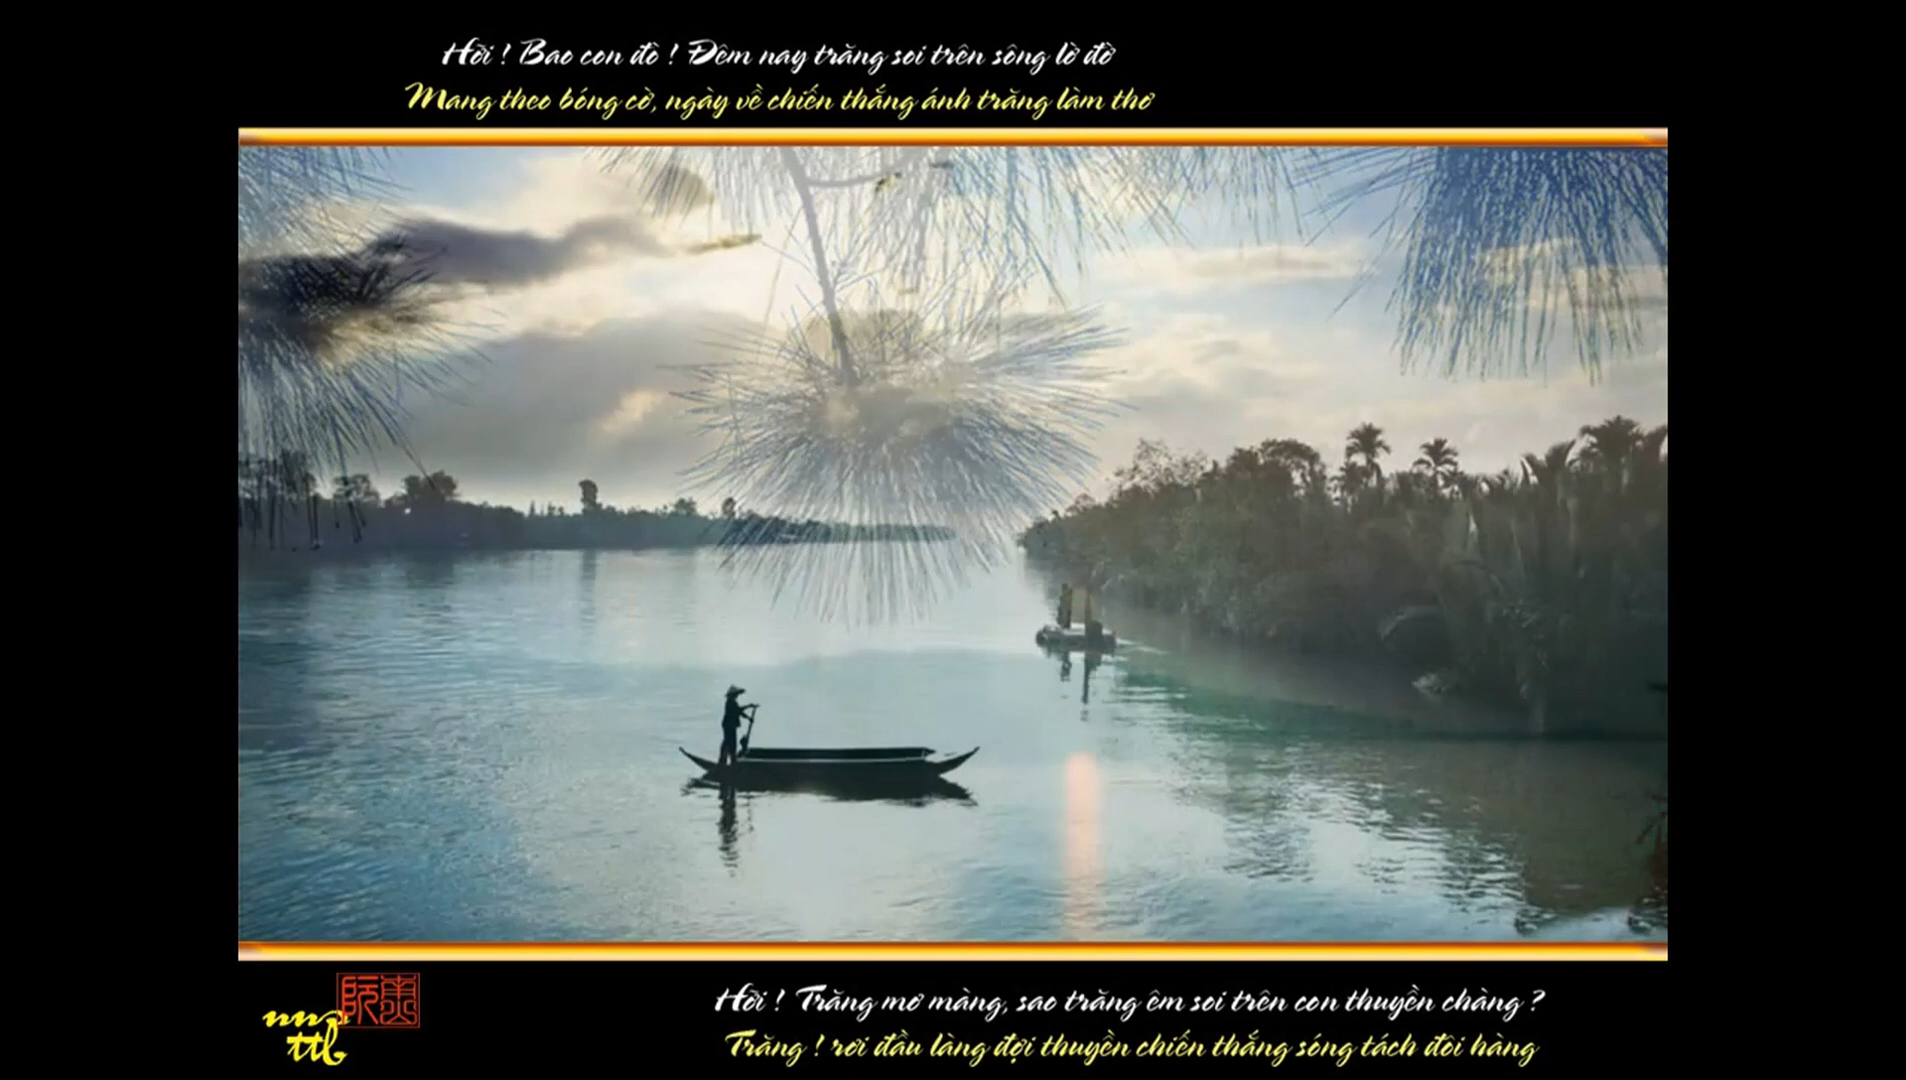 Hỡi ! Bao con đò ! Đêm nay trăng soi trên sông lờ đờ
Mang theo bóng cờ, ngày về chiến thắng ánh trăng làm thơ
Hỡi ! Trăng mơ màng, sao trăng êm soi trên con thuyền chàng ?
Trăng ! rơi đầu làng đợi thuyền chiến thắng sóng tách đôi hàng
nn
ttb